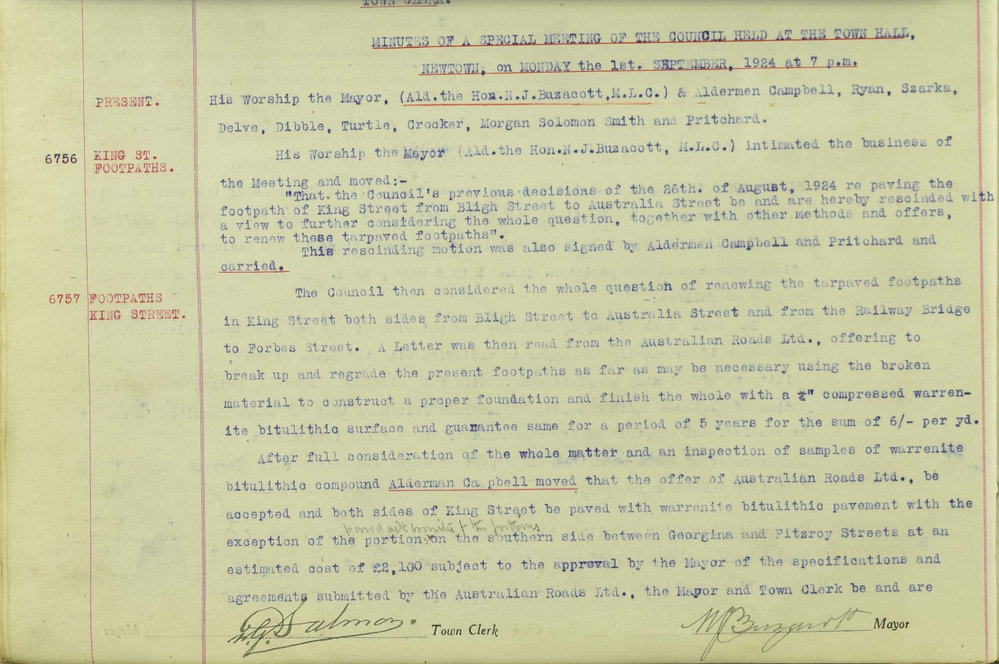 TOWN CLERK.
MINUTES OF A SPECIAL MEETING OF THE COUNCIL HELD AT THE TOWN HALL,
NEWTOWN, on MONDAY the 1st. SEPTEMBER, 1924 at 7 p.m.
PRESENT.
His Worship the Mayor, (Ald.the Hon.N.J.Buzacott,M.L.C.) & Aldermen Campbell, Ryan, Szarka,
Delve, Dibble, Turtle, Crocker, Morgan Solomon Smith and Pritchard.
6756 KING ST.
FOOTPATHS.
His Worship the Mayor (Ald.the Hon.N.J.Buzacott, M.L.C.) intimated the business of
the Meeting and moved:-
"That the Council's previous decisions of the 26th. of August, 1924 re paving the
footpath of King Street from Bligh Street to Australia Street be and are hereby rescinded with
a view to further considering the whole question, together with other methods and offers,
to renew these tarpaved footpaths".
This rescinding motion was also signed by Aldermen Campbell and Pritchard and
carried.
6757 FOOTPATHS
KING STREET.
The Council then considered the whole question of renewing the tarpaved footpaths
in King Street both sides from Bligh Street to Australia Street and from the Railway Bridge
to Forbes Street. A Letter was then read from the Australian Roads Ltd., offering to
break up and regrade the present footpaths as far as may be necessary using the broken
material to construct a proper foundation and finish the whole with a " compressed warren-
ite bitulithic surface and guarantee same for a period of 5 years for the sum of 6/- per yd.
After full consideration of the whole matter and an inspection of samples of warrenite
bitulithic compound Alderman Ca pbell moved that the offer of Australian Roads Ltd., be
accepted and both sides of King Street be paved with warrenite bitulithic pavement with the
the portions
exception of the portion on the southern side between Georgina and Fitzroy Streets at an
estimated cost of £2,100 subject to the approval by the Mayor of the specifications and
agreements submitted by the Australian Roads Ltd., the Mayor and Town Clerk be and are
Salmon. Town Clerk
NJBuzacott Mayor